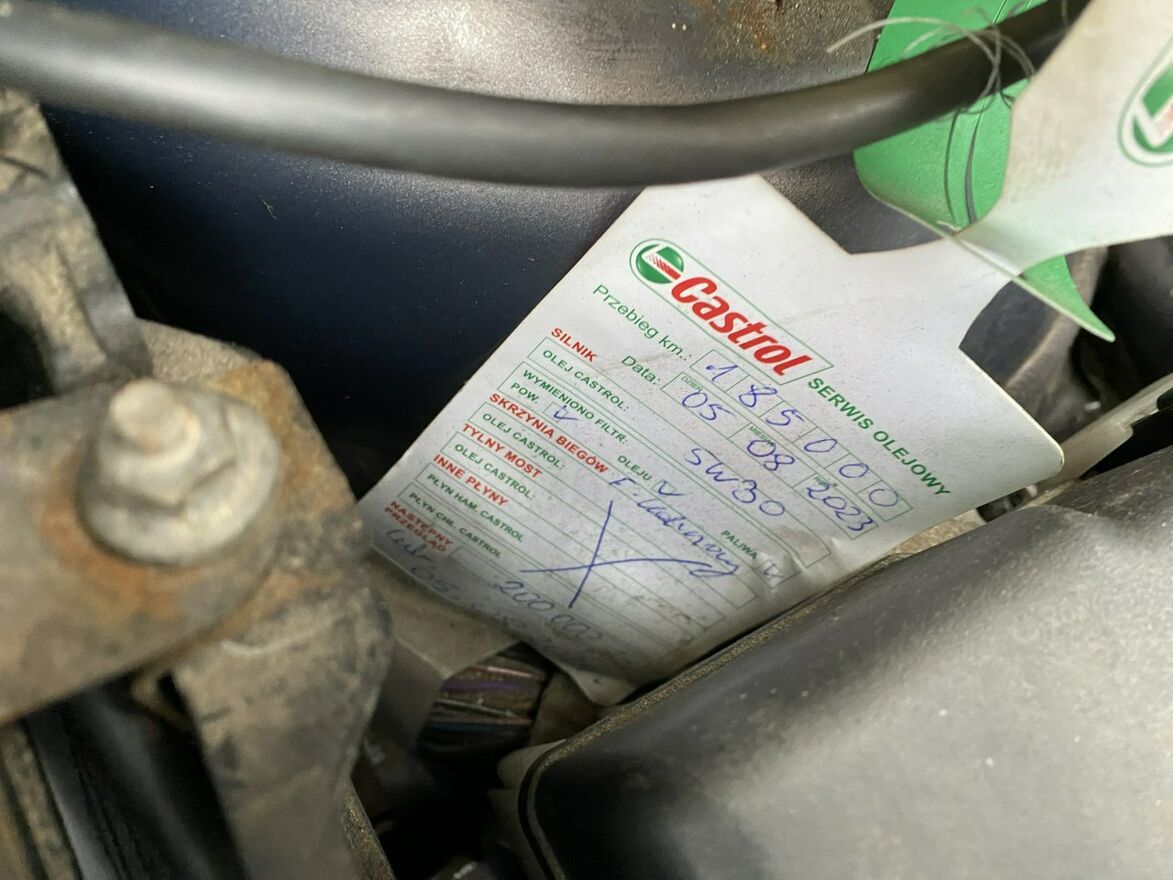 Castrol SERWIS OLEJOWY
Przebieg km.: 185000
Data: DZIEŃ 05 08 2023
SILNIK
OLEJ CASTROL: 5W30
WYMIENIONO FILTR: OLEJU V PALIWA V
POW. V
SKRZYNIA BIEGÓW
OLEJ CASTROL:
TYLNY MOST
OLEJ CASTROL:
INNE PŁYNY
PŁYN HAM. CASTROL
PŁYN CHŁ. CASTROL
NASTĘPNY PRZEGLĄD 200 000